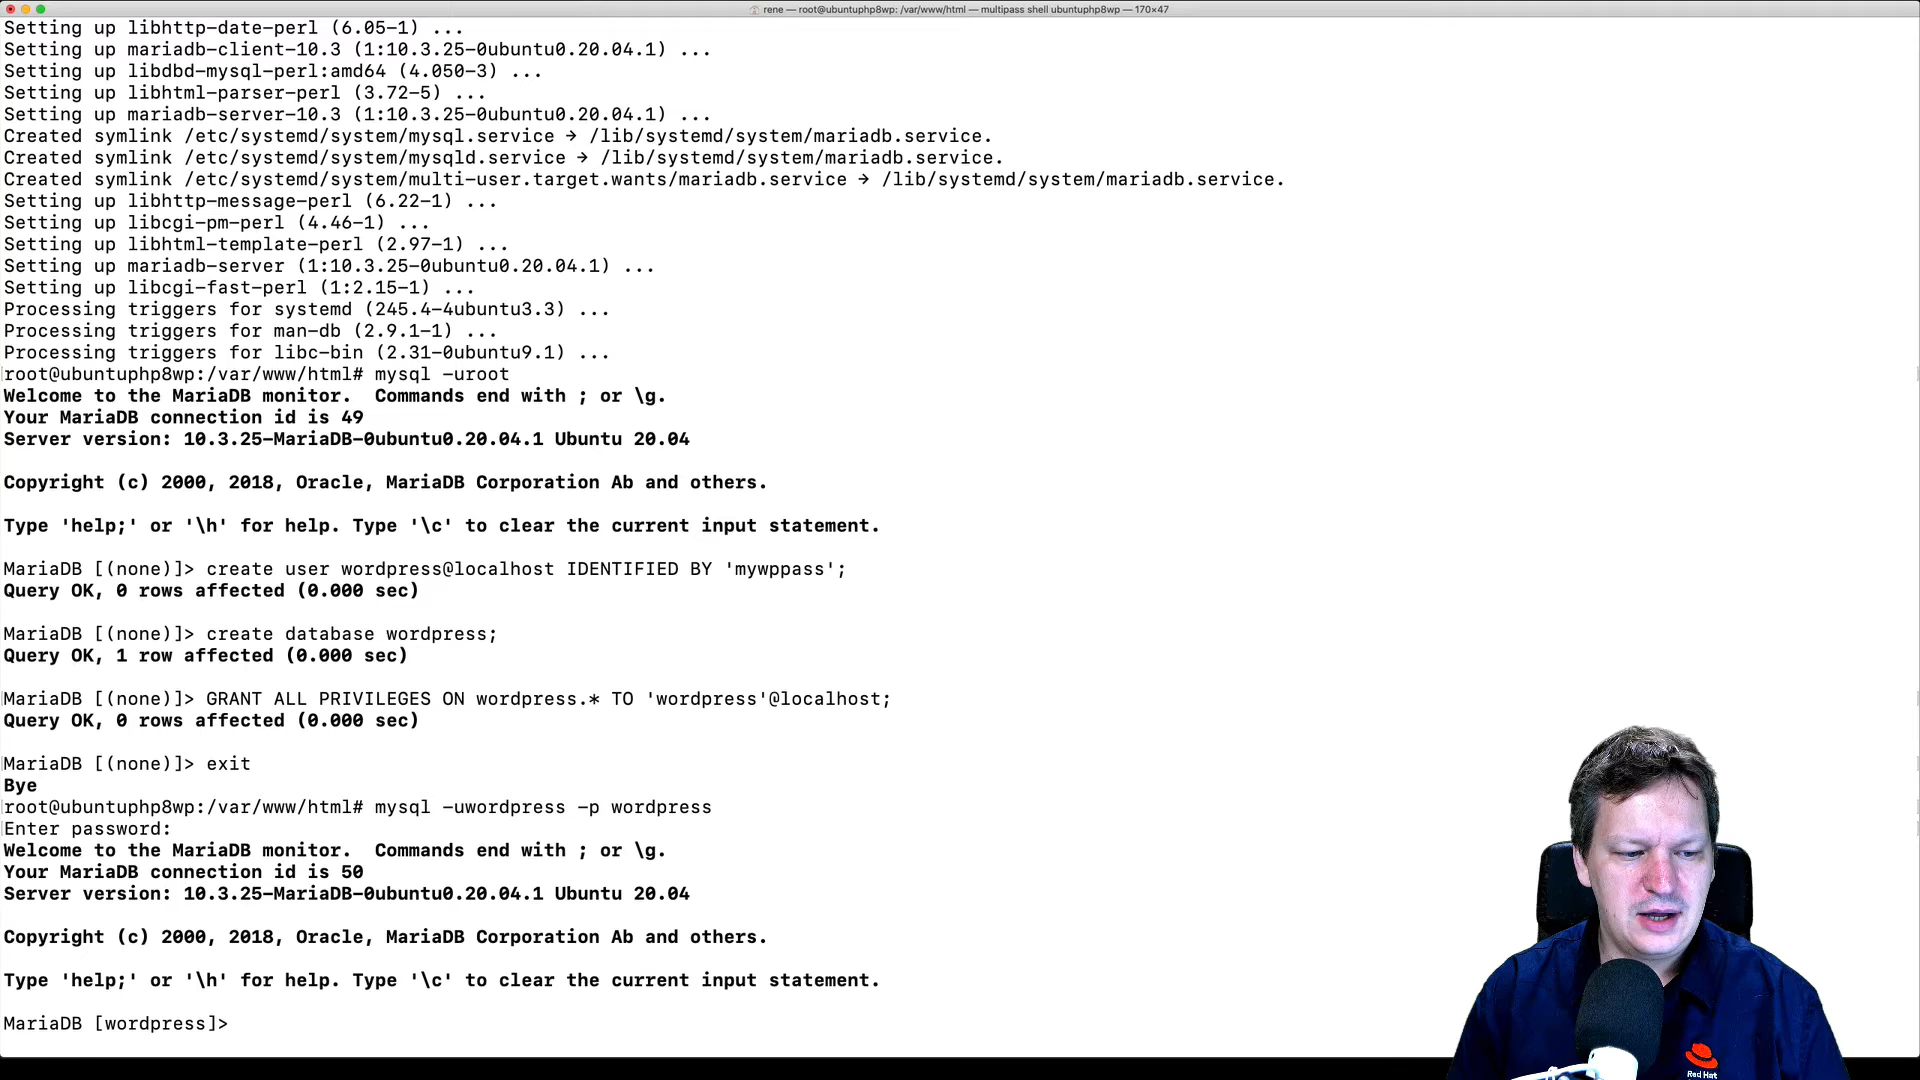 rene — root@ubuntuphp8wp: /var/www/html — multipass shell ubuntuphp8wp — 170×47
Setting up libhttp-date-perl (6.05-1) ...
Setting up mariadb-client-10.3 (1:10.3.25-0ubuntu0.20.04.1) ...
Setting up libdbd-mysql-perl:amd64 (4.050-3) ...
Setting up libhtml-parser-perl (3.72-5) ...
Setting up mariadb-server-10.3 (1:10.3.25-0ubuntu0.20.04.1) ...
Created symlink /etc/systemd/system/mysql.service → /lib/systemd/system/mariadb.service.
Created symlink /etc/systemd/system/mysqld.service → /lib/systemd/system/mariadb.service.
Created symlink /etc/systemd/system/multi-user.target.wants/mariadb.service → /lib/systemd/system/mariadb.service.
Setting up libhttp-message-perl (6.22-1) ...
Setting up libcgi-pm-perl (4.46-1) ...
Setting up libhtml-template-perl (2.97-1) ...
Setting up mariadb-server (1:10.3.25-0ubuntu0.20.04.1) ...
Setting up libcgi-fast-perl (1:2.15-1) ...
Processing triggers for systemd (245.4-4ubuntu3.3) ...
Processing triggers for man-db (2.9.1-1) ...
Processing triggers for libc-bin (2.31-0ubuntu9.1) ...
root@ubuntuphp8wp:/var/www/html# mysql -uroot
Welcome to the MariaDB monitor.  Commands end with ; or \g.
Your MariaDB connection id is 49
Server version: 10.3.25-MariaDB-0ubuntu0.20.04.1 Ubuntu 20.04
Copyright (c) 2000, 2018, Oracle, MariaDB Corporation Ab and others.
Type 'help;' or '\h' for help. Type '\c' to clear the current input statement.
MariaDB [(none)]> create user wordpress@localhost IDENTIFIED BY 'mywppass';
Query OK, 0 rows affected (0.000 sec)
MariaDB [(none)]> create database wordpress;
Query OK, 1 row affected (0.000 sec)
MariaDB [(none)]> GRANT ALL PRIVILEGES ON wordpress.* TO 'wordpress'@localhost;
Query OK, 0 rows affected (0.000 sec)
MariaDB [(none)]> exit
Bye
root@ubuntuphp8wp:/var/www/html# mysql -uwordpress -p wordpress
Enter password:
Welcome to the MariaDB monitor.  Commands end with ; or \g.
Your MariaDB connection id is 50
Server version: 10.3.25-MariaDB-0ubuntu0.20.04.1 Ubuntu 20.04
Copyright (c) 2000, 2018, Oracle, MariaDB Corporation Ab and others.
Type 'help;' or '\h' for help. Type '\c' to clear the current input statement.
MariaDB [wordpress]>
Red Hat